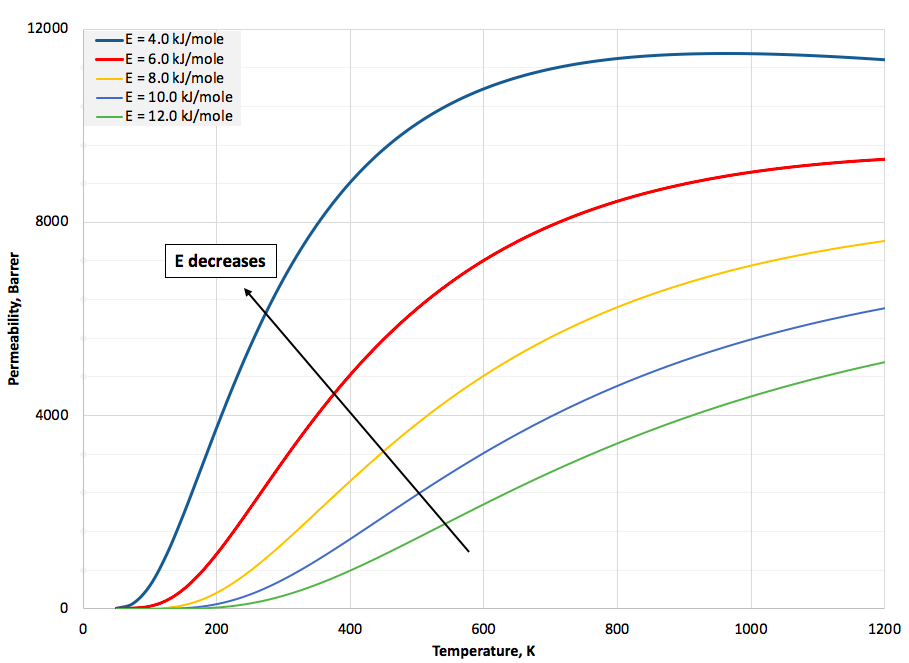 12000
E = 4.0 kJ/mole
E = 6.0 kJ/mole
E = 8.0 kJ/mole
E = 10.0 kJ/mole
E = 12.0 kJ/mole
8000
E decreases
Permeability, Barrer
4000
0
0 200 400 600 800 1000 1200
Temperature, K